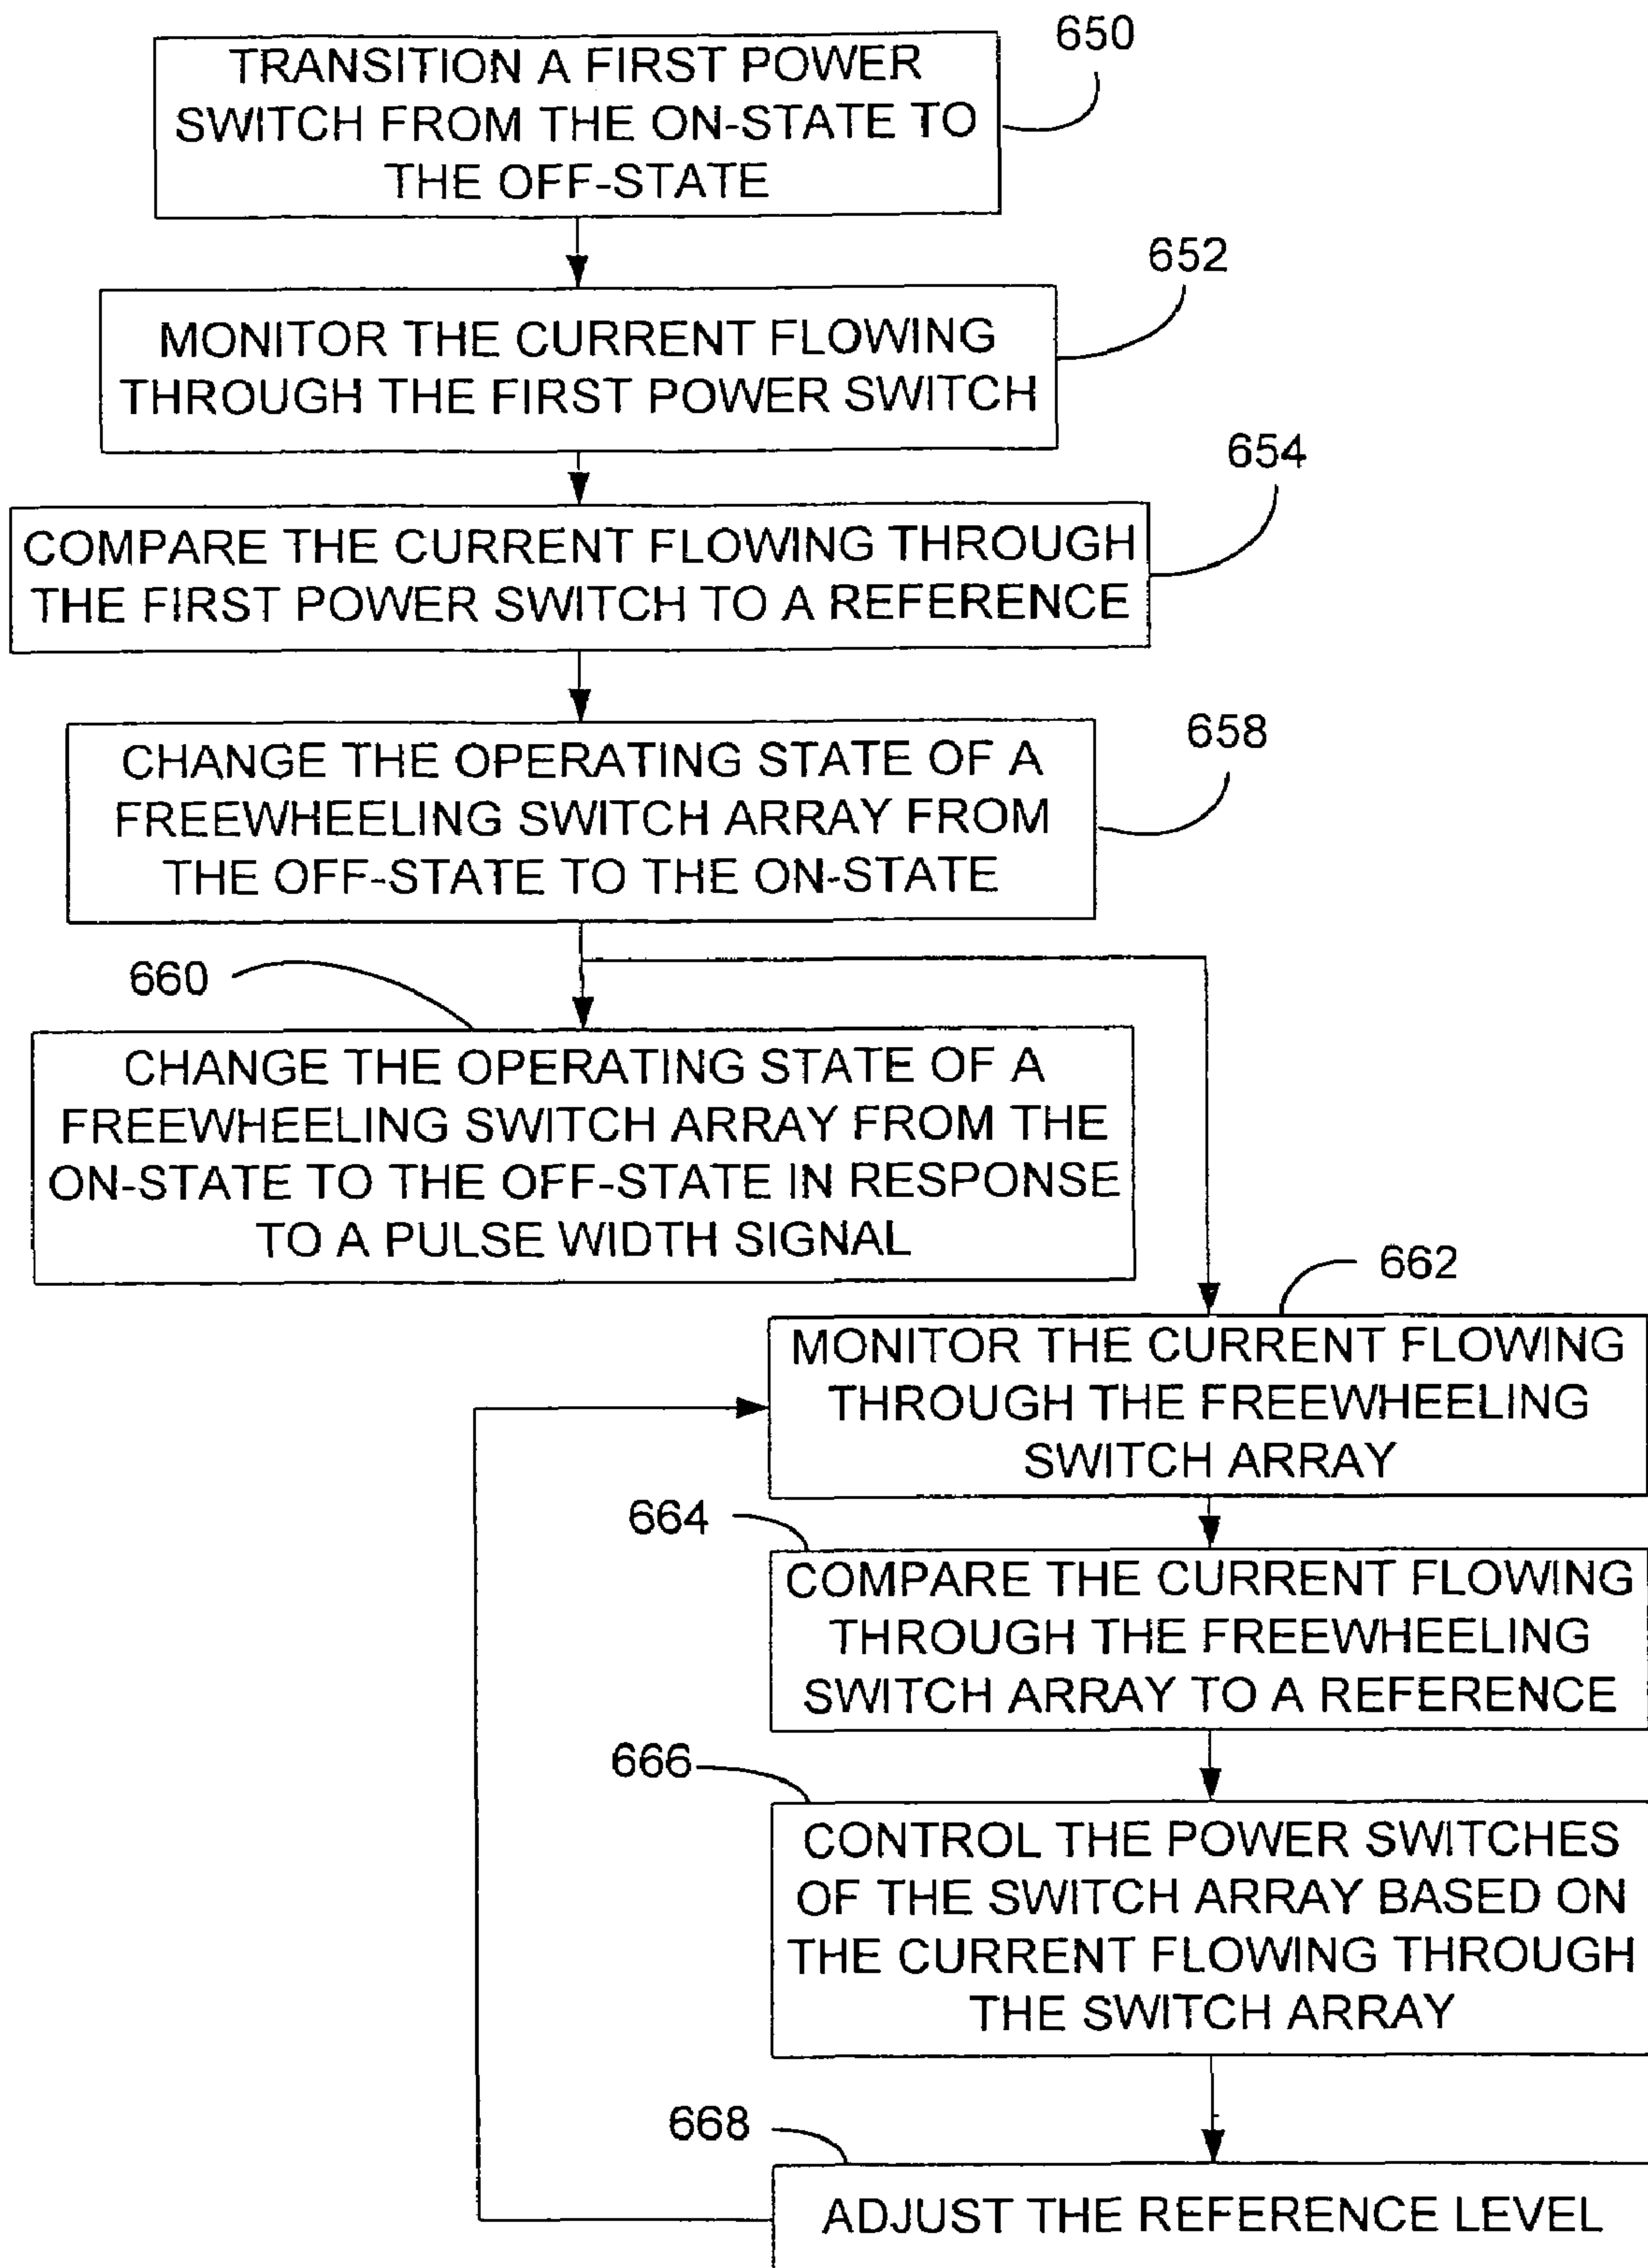 650
TRANSITION A FIRST POWER
SWITCH FROM THE ON-STATE TO
THE OFF-STATE
652
MONITOR THE CURRENT FLOWING
THROUGH THE FIRST POWER SWITCH
654
COMPARE THE CURRENT FLOWING THROUGH
THE FIRST POWER SWITCH TO A REFERENCE
658
CHANGE THE OPERATING STATE OF A
FREEWHEELING SWITCH ARRAY FROM
THE OFF-STATE TO THE ON-STATE
660
CHANGE THE OPERATING STATE OF A
FREEWHEELING SWITCH ARRAY FROM THE
ON-STATE TO THE OFF-STATE IN RESPONSE
TO A PULSE WIDTH SIGNAL
662
MONITOR THE CURRENT FLOWING
THROUGH THE FREEWHEELING
SWITCH ARRAY
664
COMPARE THE CURRENT FLOWING
THROUGH THE FREEWHEELING
SWITCH ARRAY TO A REFERENCE
666
CONTROL THE POWER SWITCHES
OF THE SWITCH ARRAY BASED ON
THE CURRENT FLOWING THROUGH
THE SWITCH ARRAY
668
ADJUST THE REFERENCE LEVEL